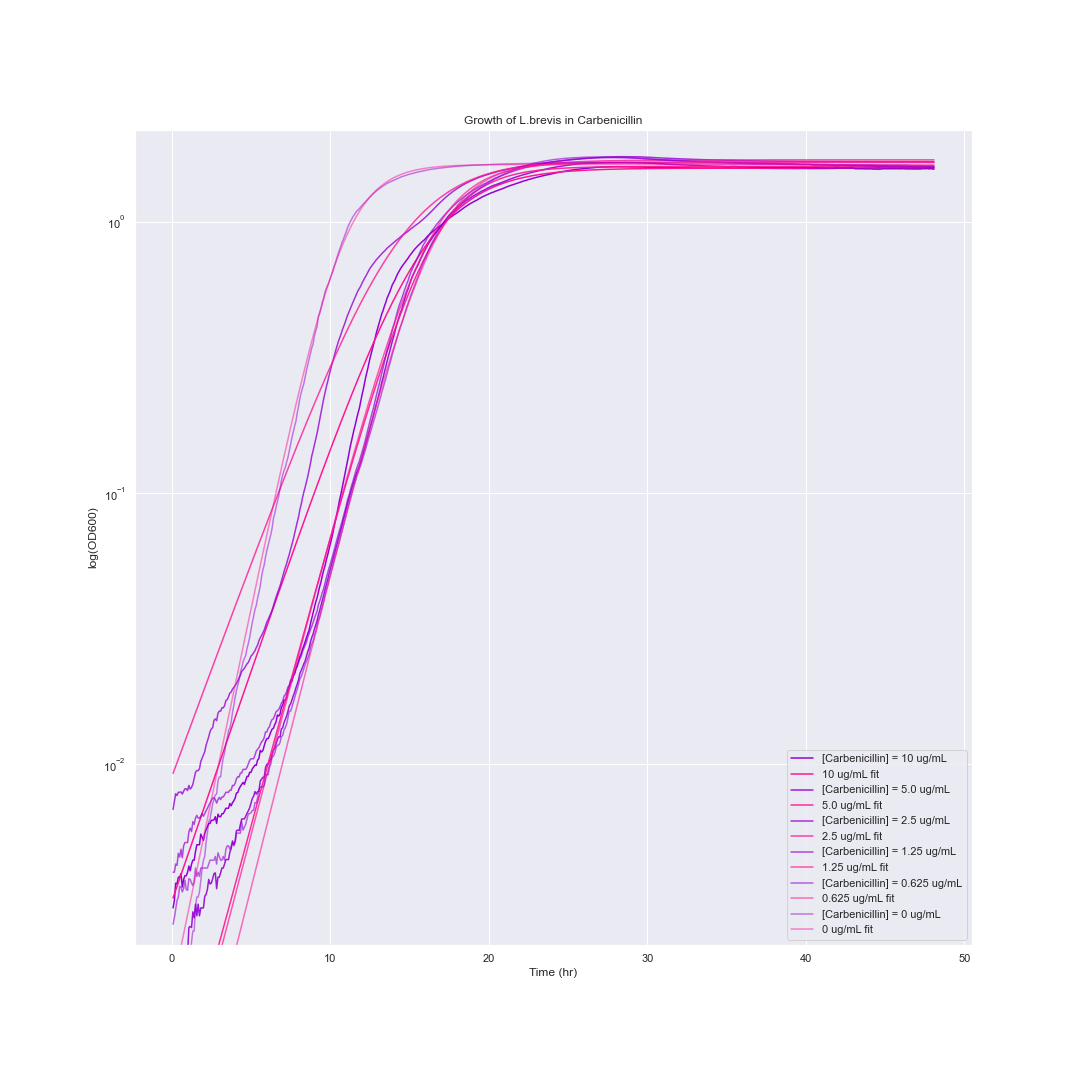 Growth of L.brevis in Carbenicillin
10⁰
10⁻¹
10⁻²
log(OD600)
0 10 20 30 40 50
Time (hr)
[Carbenicillin] = 10 ug/mL
10 ug/mL fit
[Carbenicillin] = 5.0 ug/mL
5.0 ug/mL fit
[Carbenicillin] = 2.5 ug/mL
2.5 ug/mL fit
[Carbenicillin] = 1.25 ug/mL
1.25 ug/mL fit
[Carbenicillin] = 0.625 ug/mL
0.625 ug/mL fit
[Carbenicillin] = 0 ug/mL
0 ug/mL fit